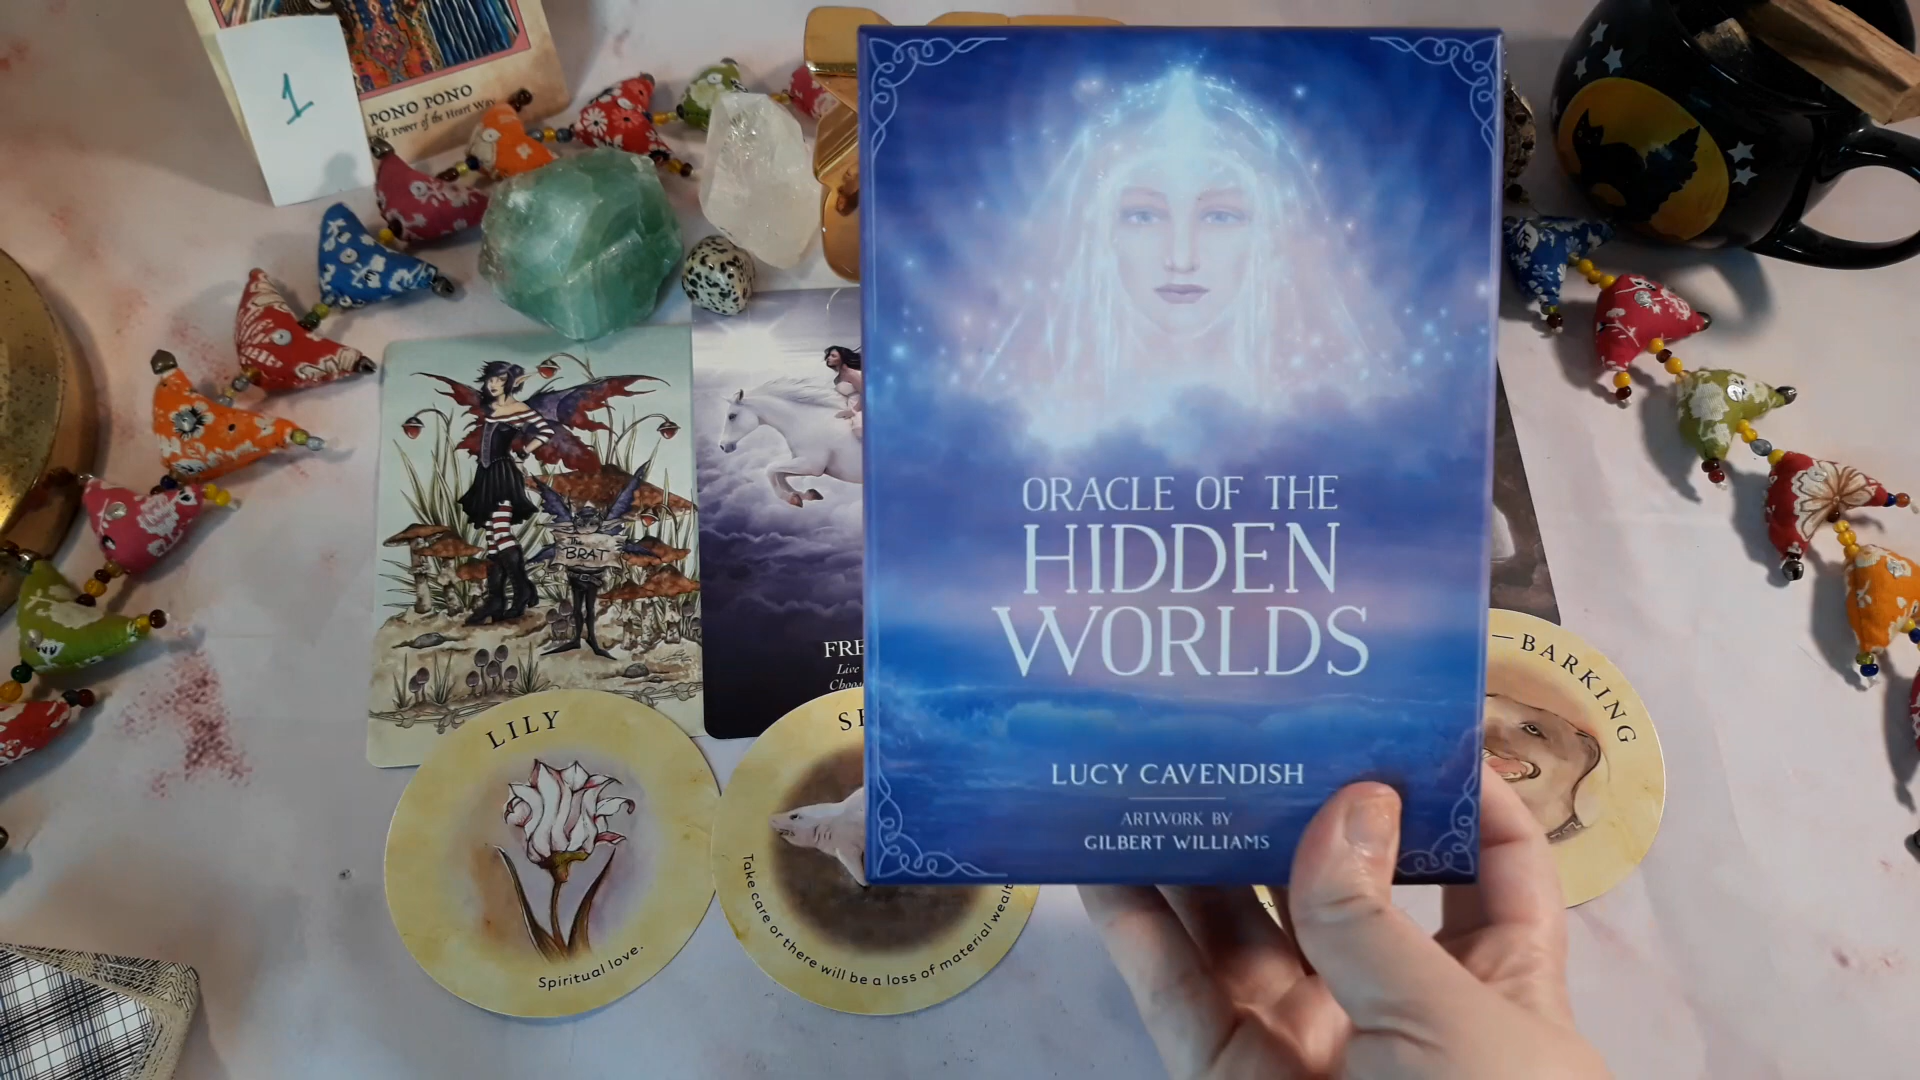 1
PONO PONO
Power of the Heart Way
ORACLE OF THE
HIDDEN
WORLDS
LUCY CAVENDISH
ARTWORK BY
GILBERT WILLIAMS
The
BRAT
FRE
Live
Choo
LILY
Spiritual love.
SE
Take care or there will be a loss of material wealt
—BARKING